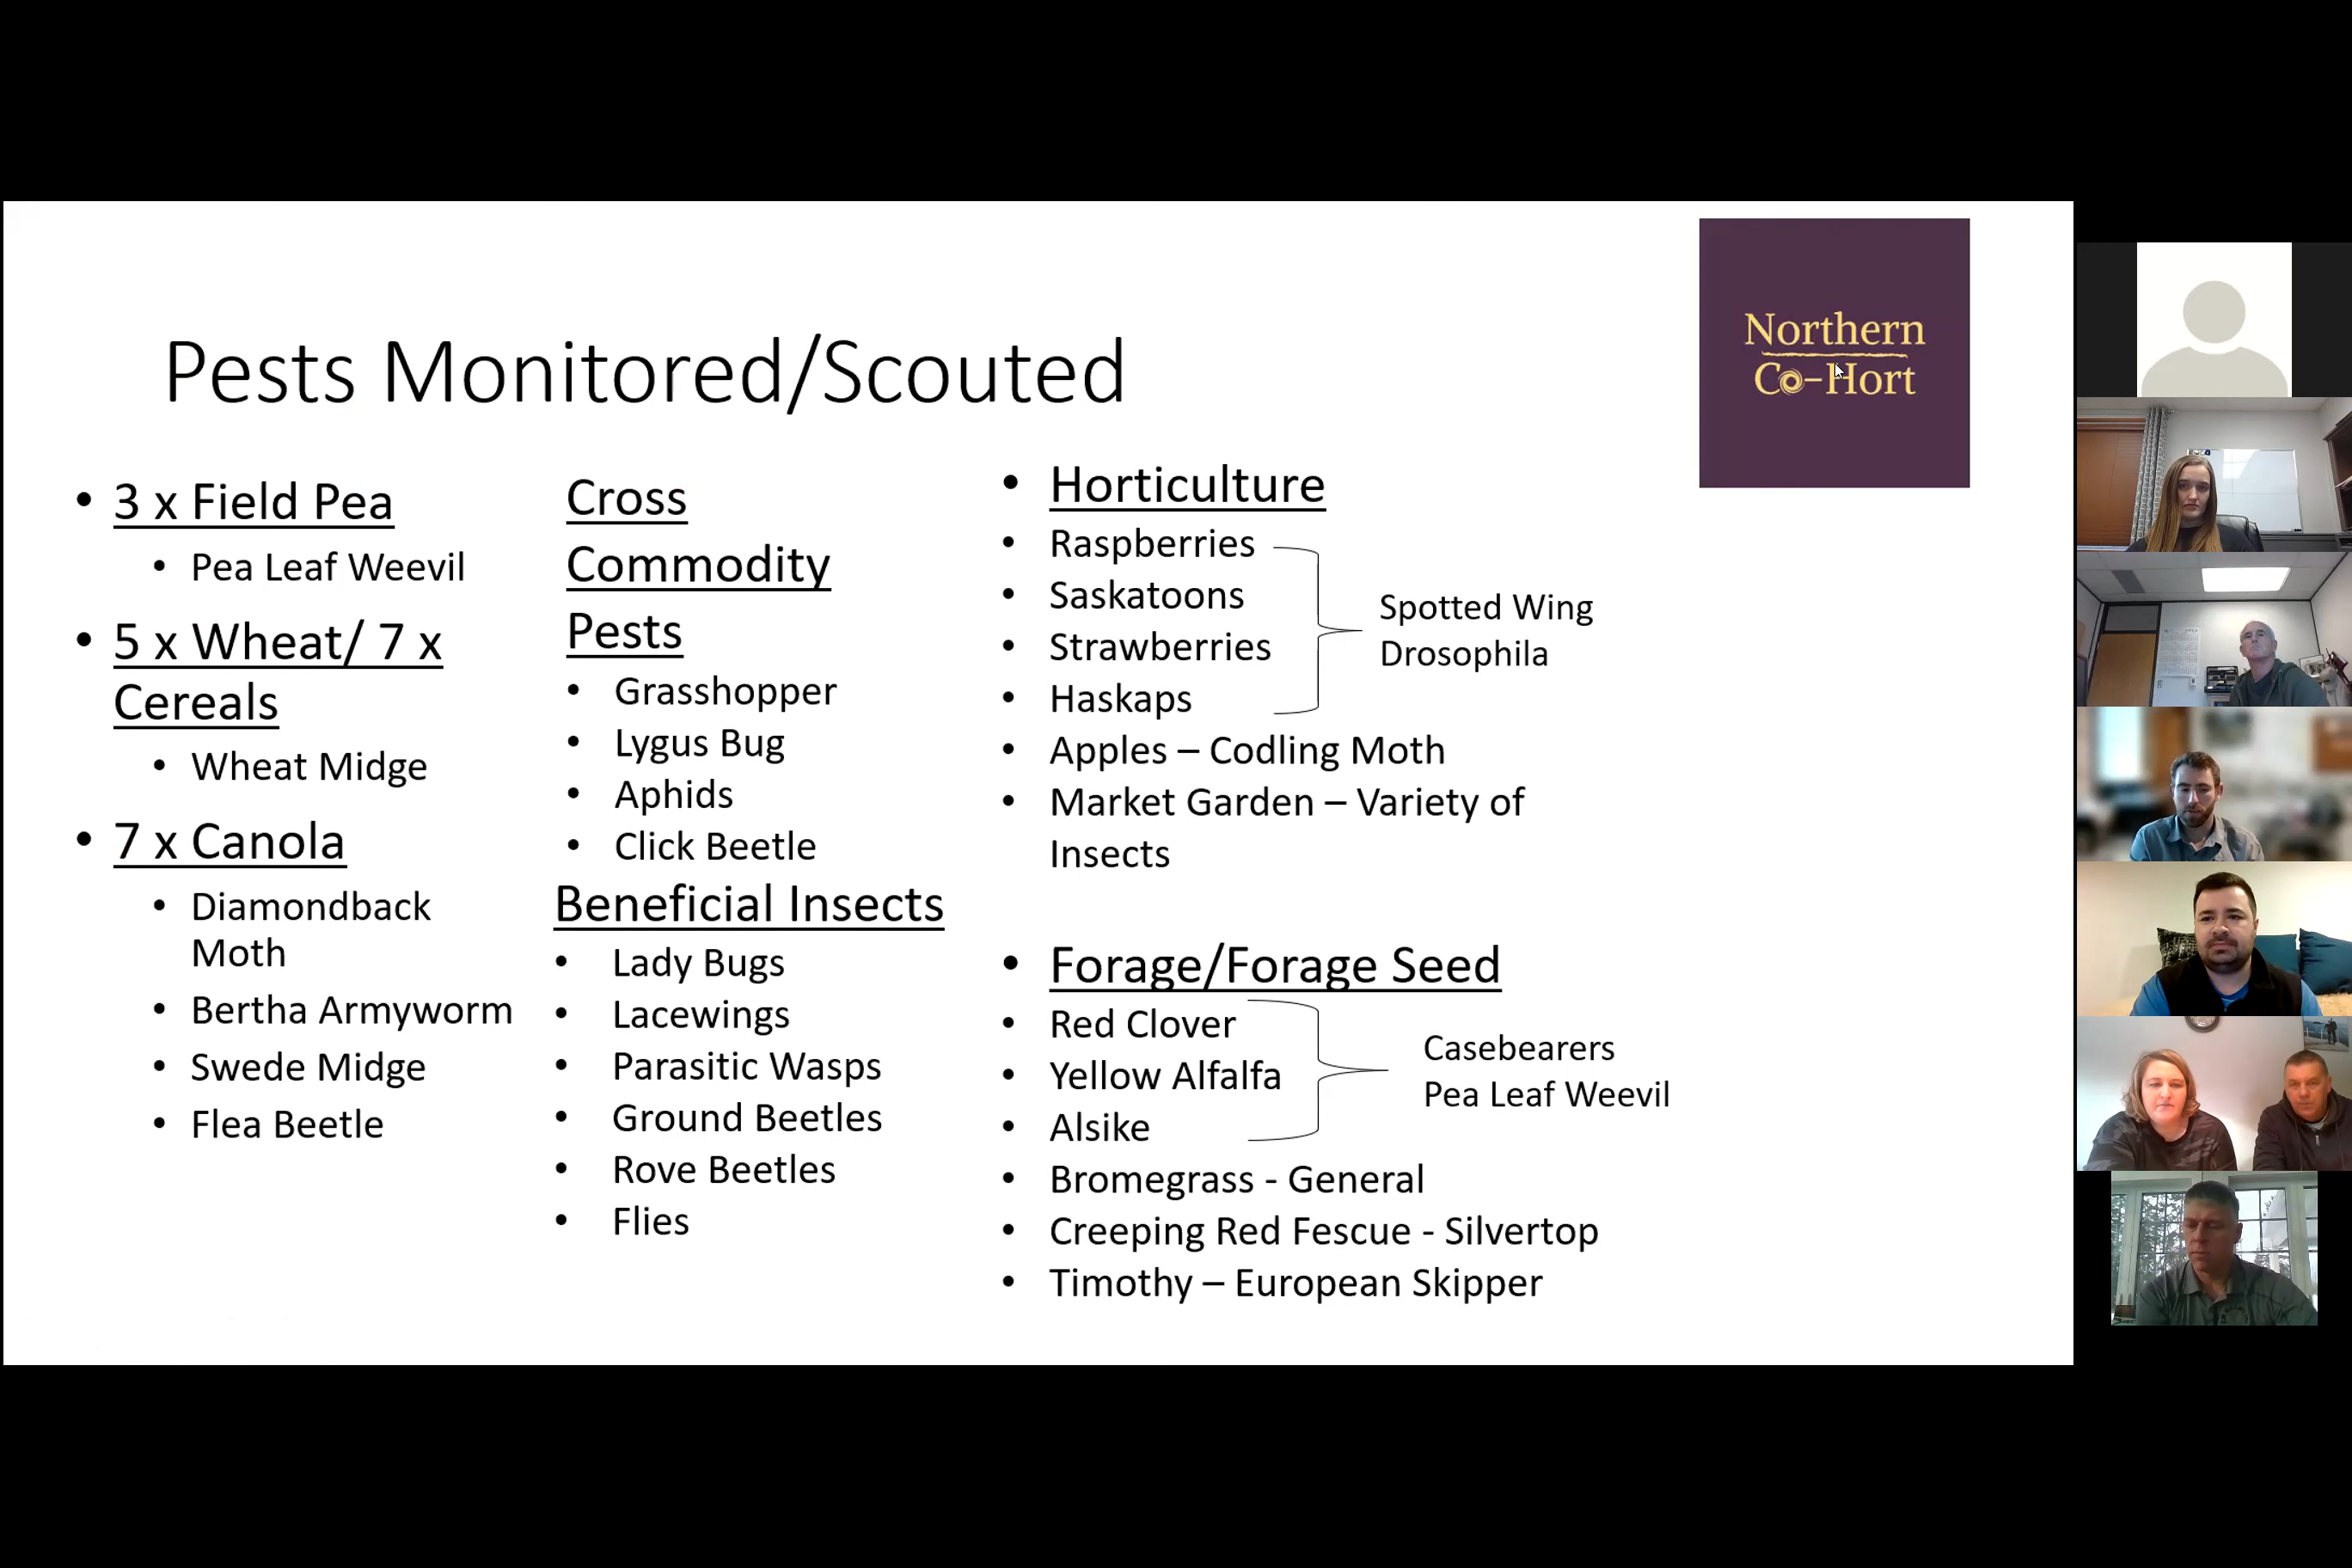 Northern
Co-Hort
Pests Monitored/Scouted
• 3 x Field Pea
• Pea Leaf Weevil
• 5 x Wheat/ 7 x
Cereals
• Wheat Midge
• 7 x Canola
• Diamondback
Moth
• Bertha Armyworm
• Swede Midge
• Flea Beetle
Cross
Commodity
Pests
• Grasshopper
• Lygus Bug
• Aphids
• Click Beetle
Beneficial Insects
• Lady Bugs
• Lacewings
• Parasitic Wasps
• Ground Beetles
• Rove Beetles
• Flies
• Horticulture
• Raspberries
• Saskatoons
• Strawberries
• Haskaps
Spotted Wing
Drosophila
• Apples – Codling Moth
• Market Garden – Variety of
Insects
• Forage/Forage Seed
• Red Clover
• Yellow Alfalfa
• Alsike
Casebearers
Pea Leaf Weevil
• Bromegrass - General
• Creeping Red Fescue - Silvertop
• Timothy – European Skipper